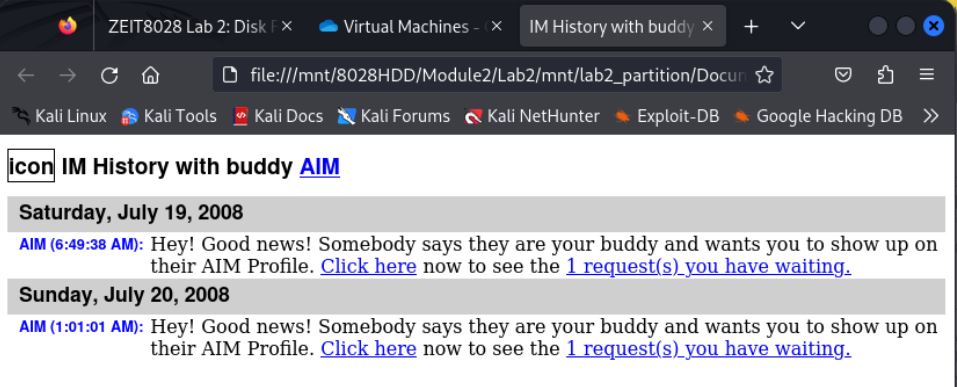 ZEIT8028 Lab 2: Disk F
Virtual Machines -
IM History with buddy
file:///mnt/8028HDD/Module2/Lab2/mnt/lab2_partition/Docun
Kali Linux Kali Tools Kali Docs Kali Forums Kali NetHunter Exploit-DB Google Hacking DB
icon IM History with buddy AIM
Saturday, July 19, 2008
AIM (6:49:38 AM): Hey! Good news! Somebody says they are your buddy and wants you to show up on
their AIM Profile. Click here now to see the 1 request(s) you have waiting.
Sunday, July 20, 2008
AIM (1:01:01 AM): Hey! Good news! Somebody says they are your buddy and wants you to show up on
their AIM Profile. Click here now to see the 1 request(s) you have waiting.